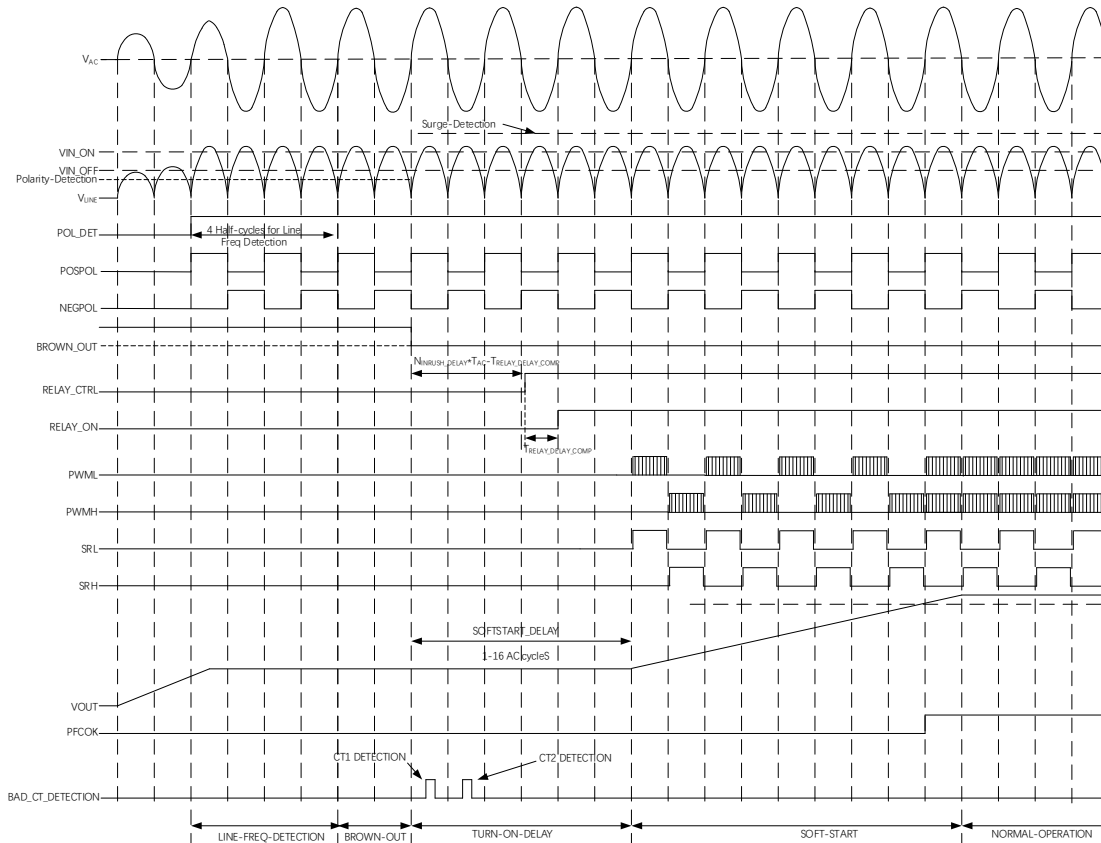 VAC
Surge-Detection
VIN_ON
VIN_OFF
Polarity-Detection
VLINE
POL_DET
4 Half-cycles for Line
Freq Detection
POSPOL
NEGPOL
BROWN_OUT
NINRUSH_DELAY*TAC-TRELAY_DELAY_COMP
RELAY_CTRL
RELAY_ON
TRELAY_DELAY_COMP
PWML
PWMH
SRL
SRH
SOFTSTART_DELAY
1-16 AC cycleS
VOUT
PFCOK
CT1 DETECTION
CT2 DETECTION
BAD_CT_DETECTION
LINE-FREQ-DETECTION
BROWN-OUT
TURN-ON-DELAY
SOFT-START
NORMAL-OPERATION